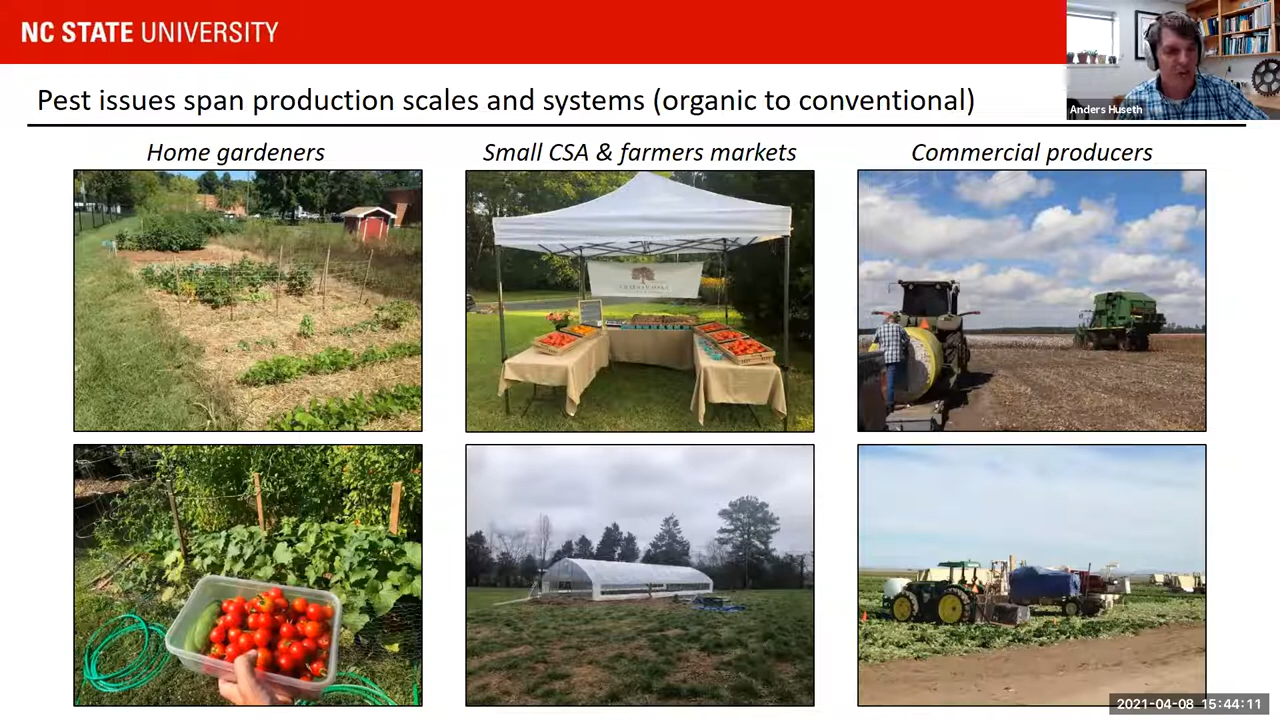 NC STATE UNIVERSITY
Anders Huseth
Pest issues span production scales and systems (organic to conventional)
Home gardeners
Small CSA & farmers markets
Commercial producers
2021-04-08 15:44:11